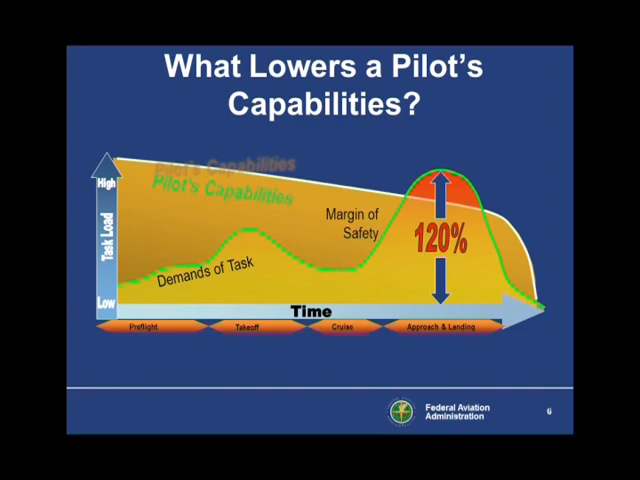 What Lowers a Pilot's
Capabilities?
Pilot's Capabilities
Pilot's Capabilities
High
Margin of
Safety
120%
Task Load
Demands of Task
Low
Time
Preflight
Takeoff
Cruise
Approach & Landing
Federal Aviation
Administration
6